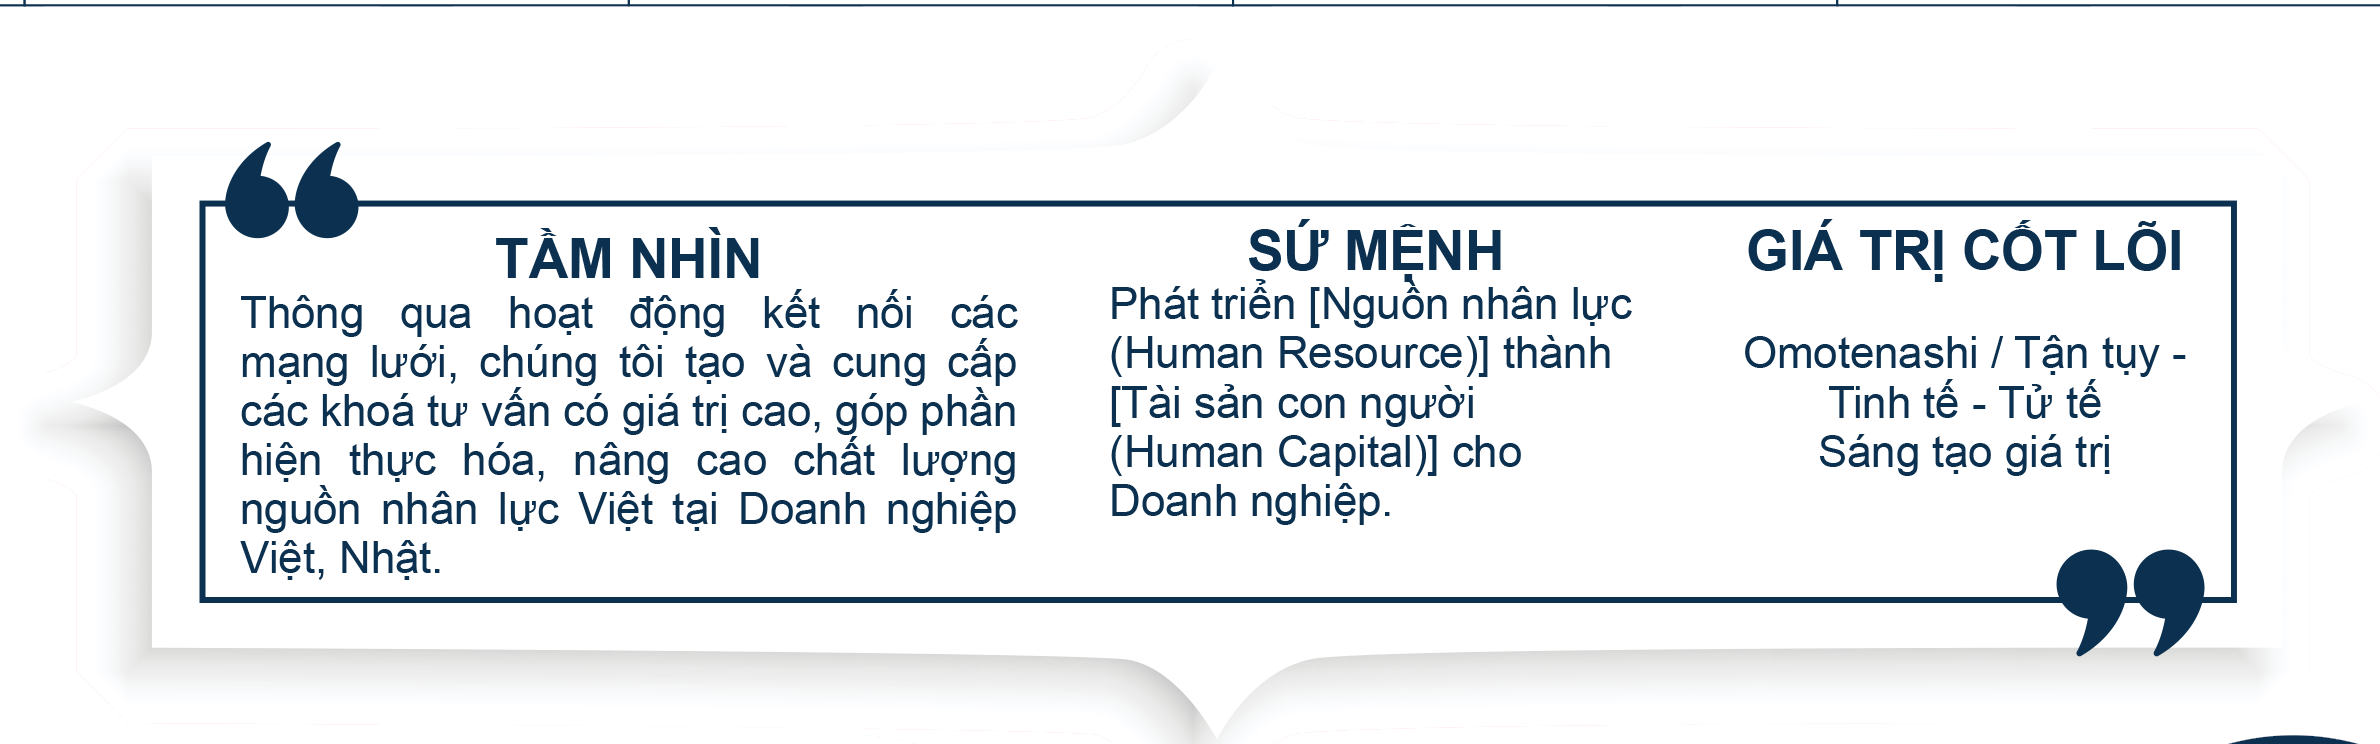 TẦM NHÌN
Thông qua hoạt động kết nối các
mạng lưới, chúng tôi tạo và cung cấp
các khoá tư vấn có giá trị cao, góp phần
hiện thực hóa, nâng cao chất lượng
nguồn nhân lực Việt tại Doanh nghiệp
Việt, Nhật.
SỨ MỆNH
Phát triển [Nguồn nhân lực
(Human Resource)] thành
[Tài sản con người
(Human Capital)] cho
Doanh nghiệp.
GIÁ TRỊ CỐT LÕI
Omotenashi / Tận tụy -
Tinh tế - Tử tế
Sáng tạo giá trị